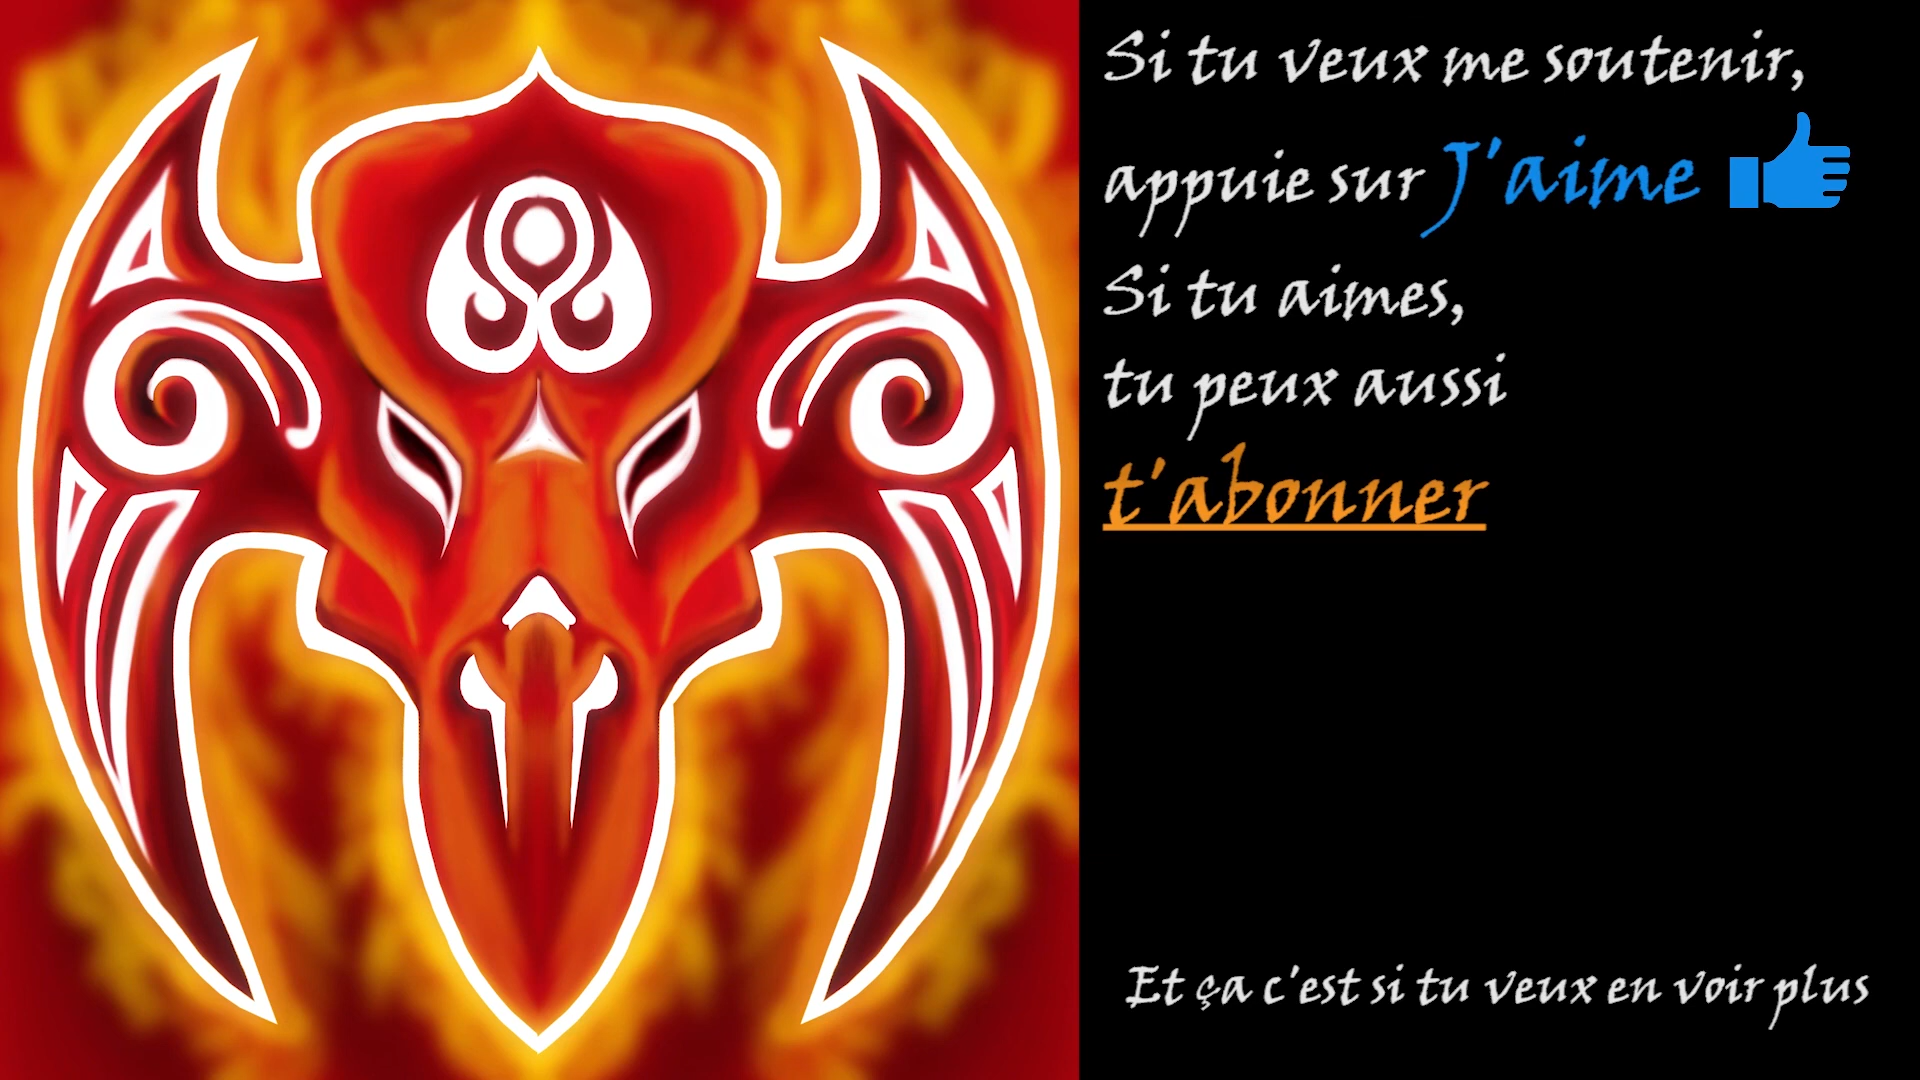 Si tu veux me soutenir,
appuie sur J'aime
Si tu aimes,
tu peux aussi
t'abonner
Et ça c'est si tu veux en voir plus